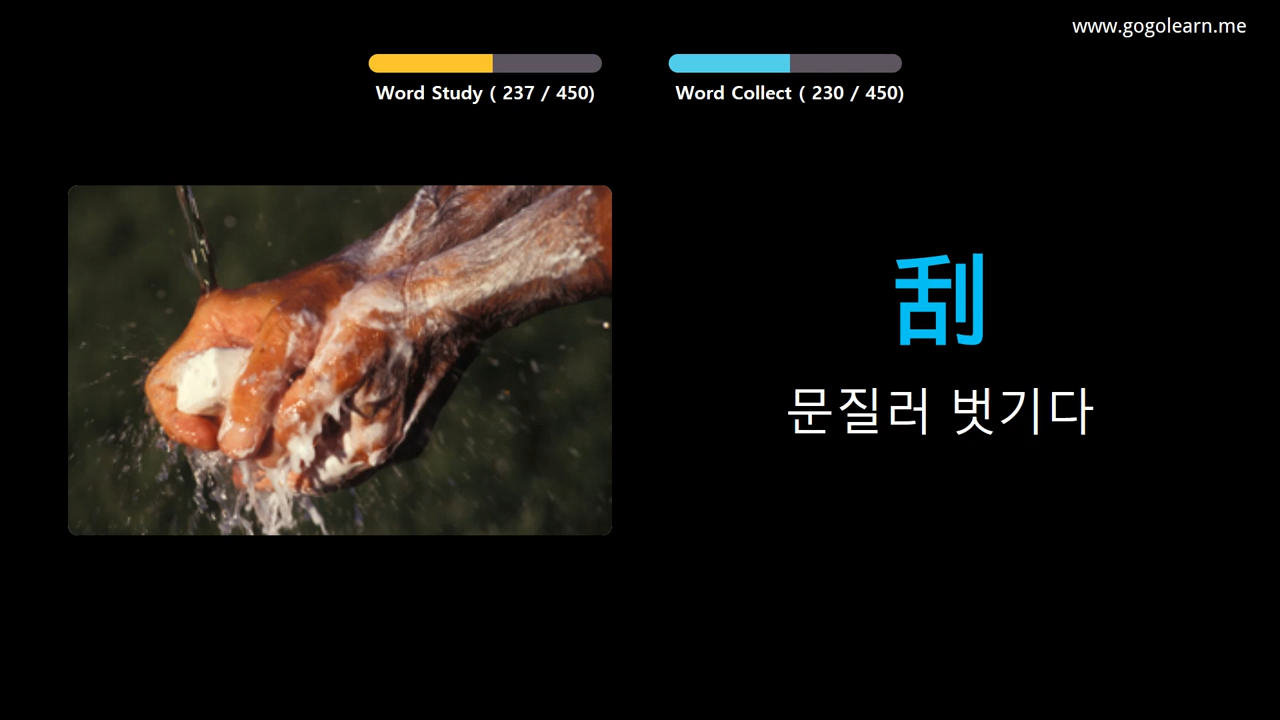 www.gogolearn.me
Word Study ( 237 / 450)
Word Collect ( 230 / 450)
刮
문질러 벗기다